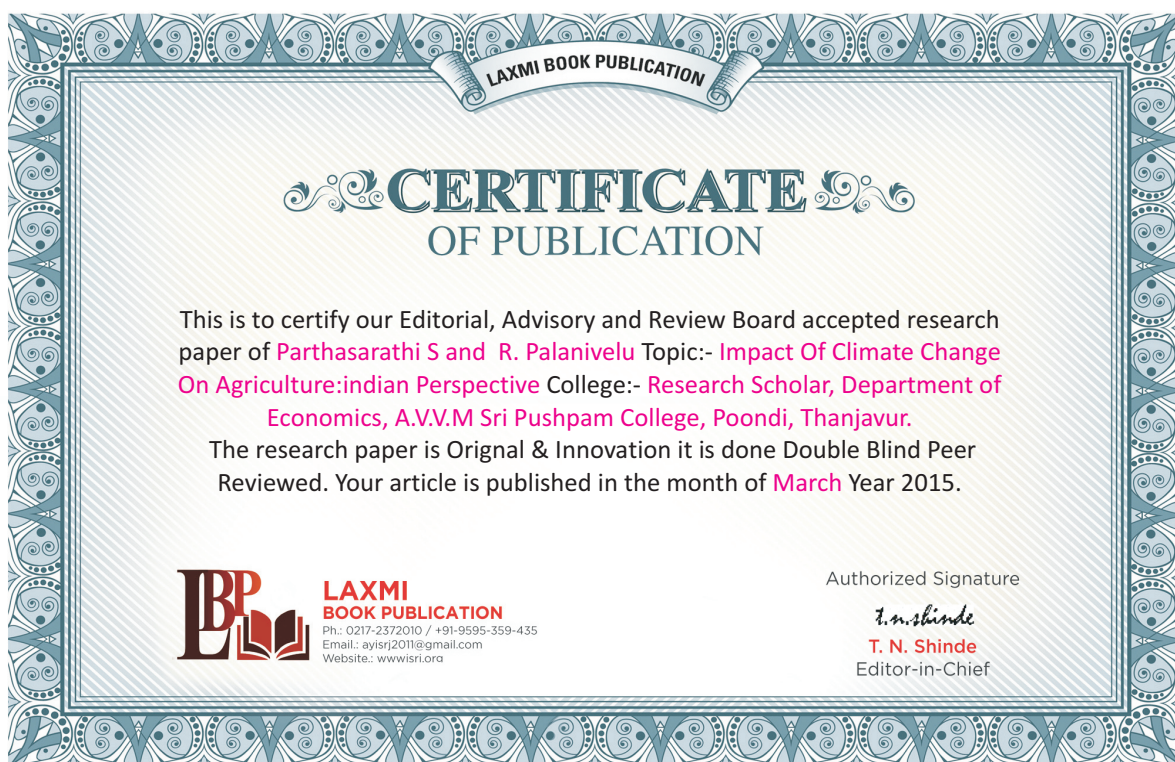 LAXMI BOOK PUBLICATION
CERTIFICATE
OF PUBLICATION
This is to certify our Editorial, Advisory and Review Board accepted research
paper of Parthasarathi S and R. Palanivelu Topic:- Impact Of Climate Change
On Agriculture:indian Perspective College:- Research Scholar, Department of
Economics, A.V.V.M Sri Pushpam College, Poondi, Thanjavur.
The research paper is Orignal & Innovation it is done Double Blind Peer
Reviewed. Your article is published in the month of March Year 2015.
LBP
LAXMI
BOOK PUBLICATION
Ph.: 0217-2372010 / +91-9595-359-435
Email.: ayisrj2011@gmail.com
Website.: wwwisri.org
Authorized Signature
t.n.shinde
T. N. Shinde
Editor-in-Chief